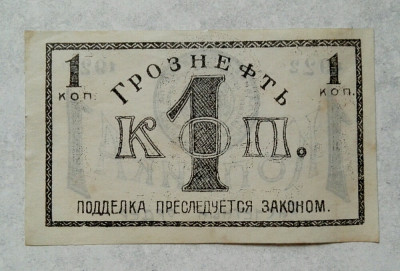 1 КОП. 1 КОП.
ГРОЗНЕФТЬ
1 КОП.
ПОДДЕЛКА ПРЕСЛЕДУЕТСЯ ЗАКОНОМ.